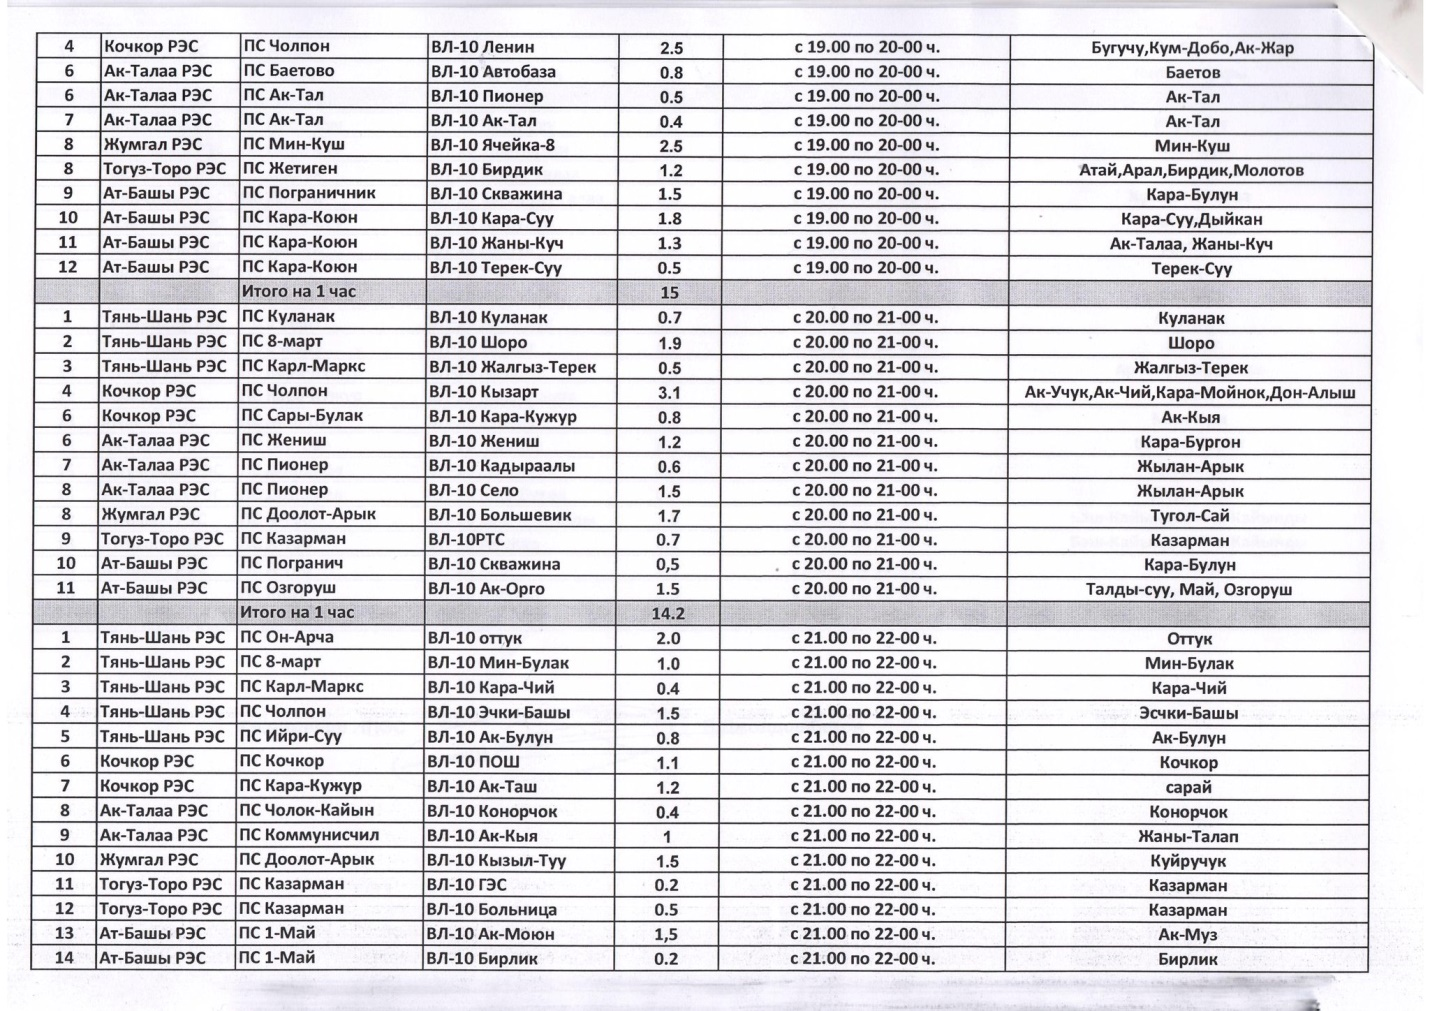 4 Кочкор РЭС ПС Чолпон ВЛ-10 Ленин 2.5 с 19.00 по 20-00 ч. Бугучу,Кум-Добо,Ак-Жар
6 Ак-Талаа РЭС ПС Баетово ВЛ-10 Автобаза 0.8 с 19.00 по 20-00 ч. Баетов
6 Ак-Талаа РЭС ПС Ак-Тал ВЛ-10 Пионер 0.5 с 19.00 по 20-00 ч. Ак-Тал
7 Ак-Талаа РЭС ПС Ак-Тал ВЛ-10 Ак-Тал 0.4 с 19.00 по 20-00 ч. Ак-Тал
8 Жумгал РЭС ПС Мин-Куш ВЛ-10 Ячейка-8 2.5 с 19.00 по 20-00 ч. Мин-Куш
8 Тогуз-Торо РЭС ПС Жетиген ВЛ-10 Бирдик 1.2 с 19.00 по 20-00 ч. Атай,Арал,Бирдик,Молотов
9 Ат-Башы РЭС ПС Пограничник ВЛ-10 Скважина 1.5 с 19.00 по 20-00 ч. Кара-Булун
10 Ат-Башы РЭС ПС Кара-Коюн ВЛ-10 Кара-Суу 1.8 с 19.00 по 20-00 ч. Кара-Суу,Дыйкан
11 Ат-Башы РЭС ПС Кара-Коюн ВЛ-10 Жаны-Куч 1.3 с 19.00 по 20-00 ч. Ак-Талаа, Жаны-Куч
12 Ат-Башы РЭС ПС Кара-Коюн ВЛ-10 Терек-Суу 0.5 с 19.00 по 20-00 ч. Терек-Суу
Итого на 1 час 15
1 Тянь-Шань РЭС ПС Куланак ВЛ-10 Куланак 0.7 с 20.00 по 21-00 ч. Куланак
2 Тянь-Шань РЭС ПС 8-март ВЛ-10 Шоро 1.9 с 20.00 по 21-00 ч. Шоро
3 Тянь-Шань РЭС ПС Карл-Маркс ВЛ-10 Жалгыз-Терек 0.5 с 20.00 по 21-00 ч. Жалгыз-Терек
4 Кочкор РЭС ПС Чолпон ВЛ-10 Кызарт 3.1 с 20.00 по 21-00 ч. Ак-Учук,Ак-Чий,Кара-Мойнок,Дон-Алыш
6 Кочкор РЭС ПС Сары-Булак ВЛ-10 Кара-Кужур 0.8 с 20.00 по 21-00 ч. Ак-Кыя
6 Ак-Талаа РЭС ПС Жениш ВЛ-10 Жениш 1.2 с 20.00 по 21-00 ч. Кара-Бургон
7 Ак-Талаа РЭС ПС Пионер ВЛ-10 Кадыраалы 0.6 с 20.00 по 21-00 ч. Жылан-Арык
8 Ак-Талаа РЭС ПС Пионер ВЛ-10 Село 1.5 с 20.00 по 21-00 ч. Жылан-Арык
8 Жумгал РЭС ПС Доолот-Арык ВЛ-10 Большевик 1.7 с 20.00 по 21-00 ч. Тугол-Сай
9 Тогуз-Торо РЭС ПС Казарман ВЛ-10РТС 0.7 с 20.00 по 21-00 ч. Казарман
10 Ат-Башы РЭС ПС Погранич ВЛ-10 Скважина 0,5 с 20.00 по 21-00 ч. Кара-Булун
11 Ат-Башы РЭС ПС Озгоруш ВЛ-10 Ак-Орго 1.5 с 20.00 по 21-00 ч. Талды-суу, Май, Озгоруш
Итого на 1 час 14.2
1 Тянь-Шань РЭС ПС Он-Арча ВЛ-10 оттук 2.0 с 21.00 по 22-00 ч. Оттук
2 Тянь-Шань РЭС ПС 8-март ВЛ-10 Мин-Булак 1.0 с 21.00 по 22-00 ч. Мин-Булак
3 Тянь-Шань РЭС ПС Карл-Маркс ВЛ-10 Кара-Чий 0.4 с 21.00 по 22-00 ч. Кара-Чий
4 Тянь-Шань РЭС ПС Чолпон ВЛ-10 Эчки-Башы 1.5 с 21.00 по 22-00 ч. Эсчки-Башы
5 Тянь-Шань РЭС ПС Ийри-Суу ВЛ-10 Ак-Булун 0.8 с 21.00 по 22-00 ч. Ак-Булун
6 Кочкор РЭС ПС Кочкор ВЛ-10 ПОШ 1.1 с 21.00 по 22-00 ч. Кочкор
7 Кочкор РЭС ПС Кара-Кужур ВЛ-10 Ак-Таш 1.2 с 21.00 по 22-00 ч. сарай
8 Ак-Талаа РЭС ПС Чолок-Кайын ВЛ-10 Конорчок 0.4 с 21.00 по 22-00 ч. Конорчок
9 Ак-Талаа РЭС ПС Коммунисчил ВЛ-10 Ак-Кыя 1 с 21.00 по 22-00 ч. Жаны-Талап
10 Жумгал РЭС ПС Доолот-Арык ВЛ-10 Кызыл-Туу 1.5 с 21.00 по 22-00 ч. Куйручук
11 Тогуз-Торо РЭС ПС Казарман ВЛ-10 ГЭС 0.2 с 21.00 по 22-00 ч. Казарман
12 Тогуз-Торо РЭС ПС Казарман ВЛ-10 Больница 0.5 с 21.00 по 22-00 ч. Казарман
13 Ат-Башы РЭС ПС 1-Май ВЛ-10 Ак-Моюн 1,5 с 21.00 по 22-00 ч. Ак-Муз
14 Ат-Башы РЭС ПС 1-Май ВЛ-10 Бирлик 0.2 с 21.00 по 22-00 ч. Бирлик